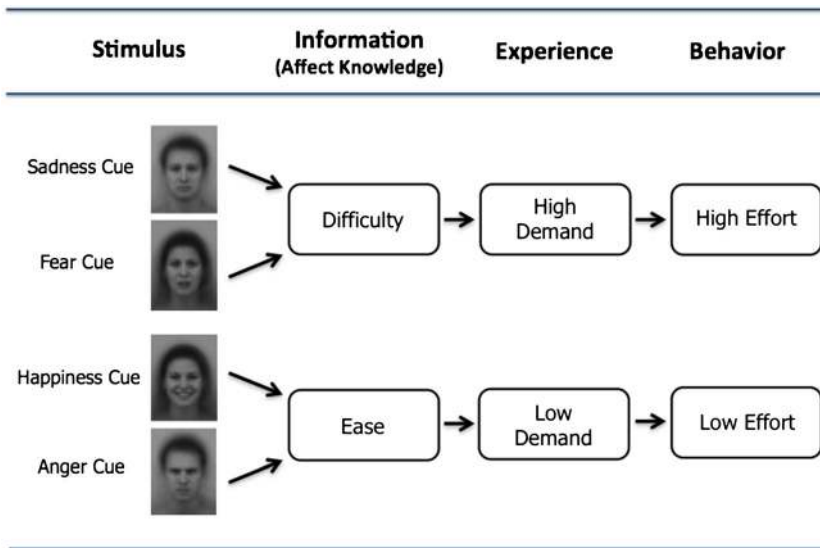 Stimulus
Information
(Affect Knowledge)
Experience
Behavior
Sadness Cue
Fear Cue
Difficulty
High
Demand
High Effort
Happiness Cue
Anger Cue
Ease
Low
Demand
Low Effort